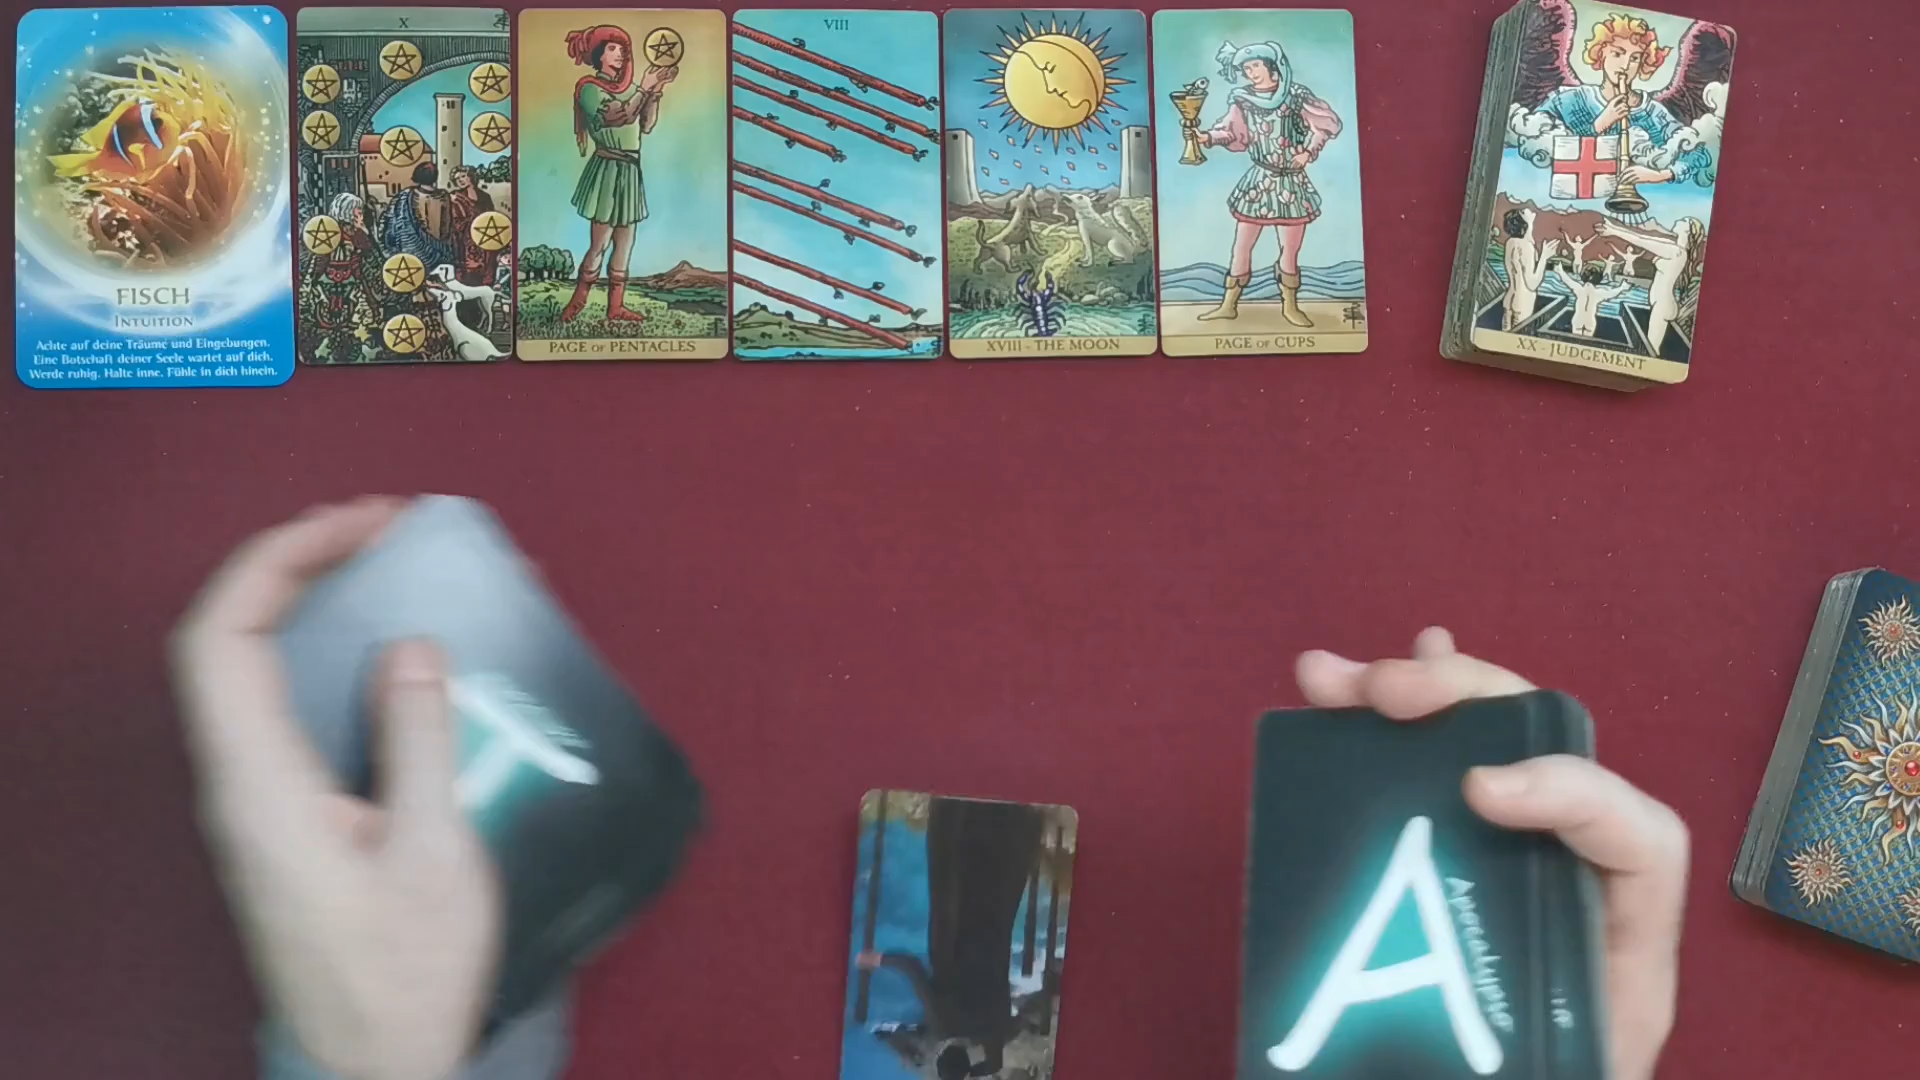 FISCH
INTUITION
Achte auf deine Träume und Eingebungen.
Eine Botschaft deiner Seele wartet auf dich.
Werde ruhig. Halte inne. Fühle in dich hinein.
X
PAGE OF PENTACLES
VIII
XVIII - THE MOON
PAGE OF CUPS
XX - JUDGEMENT
A
Apocalypsia